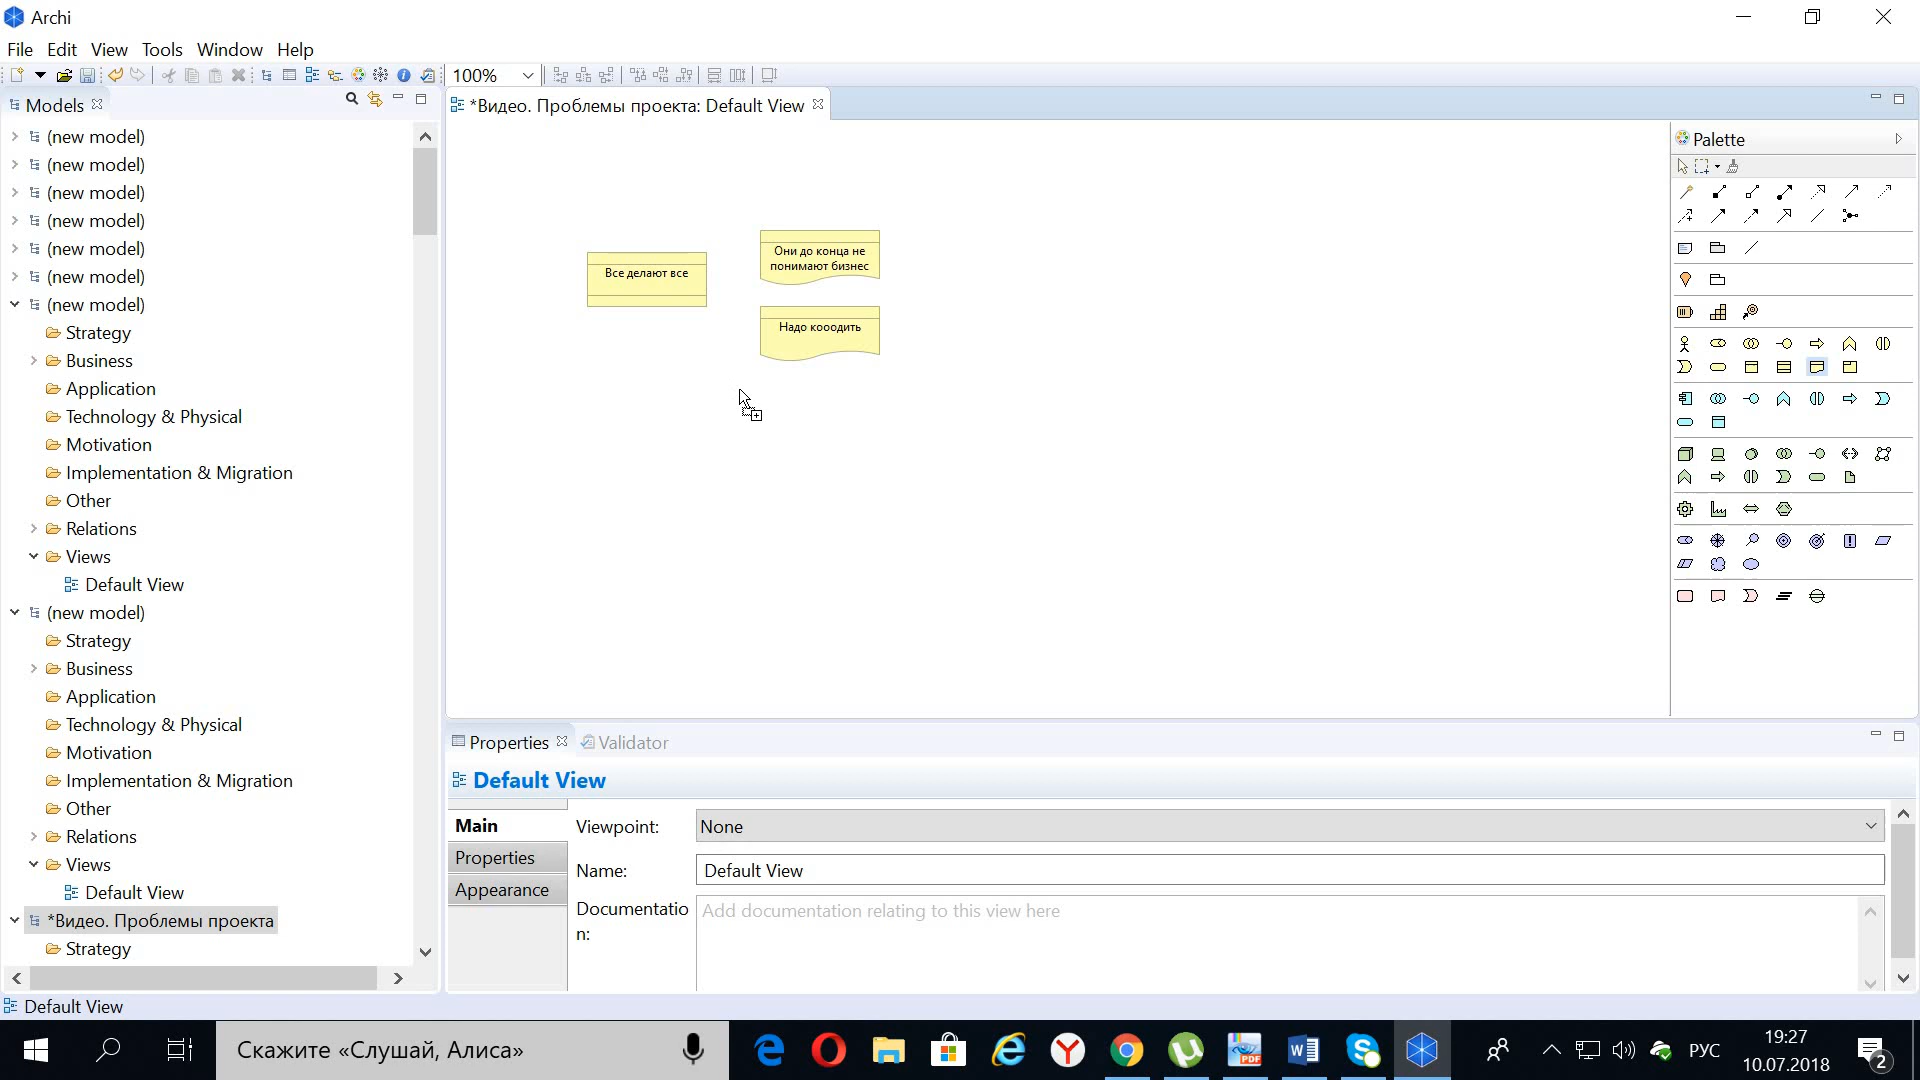 Archi
File Edit View Tools Window Help
100%
Models
(new model)
(new model)
(new model)
(new model)
(new model)
(new model)
(new model)
Strategy
Business
Application
Technology & Physical
Motivation
Implementation & Migration
Other
Relations
Views
Default View
(new model)
Strategy
Business
Application
Technology & Physical
Motivation
Implementation & Migration
Other
Relations
Views
Default View
*Видео. Проблемы проекта
Strategy
*Видео. Проблемы проекта: Default View
Все делают все
Они до конца не
понимают бизнес
Надо кооодить
Palette
Properties Validator
Default View
Main
Properties
Appearance
Viewpoint: None
Name: Default View
Documentatio
n:
Add documentation relating to this view here
Default View
Скажите «Слушай, Алиса»
PDF
РУС
19:27
10.07.2018
2